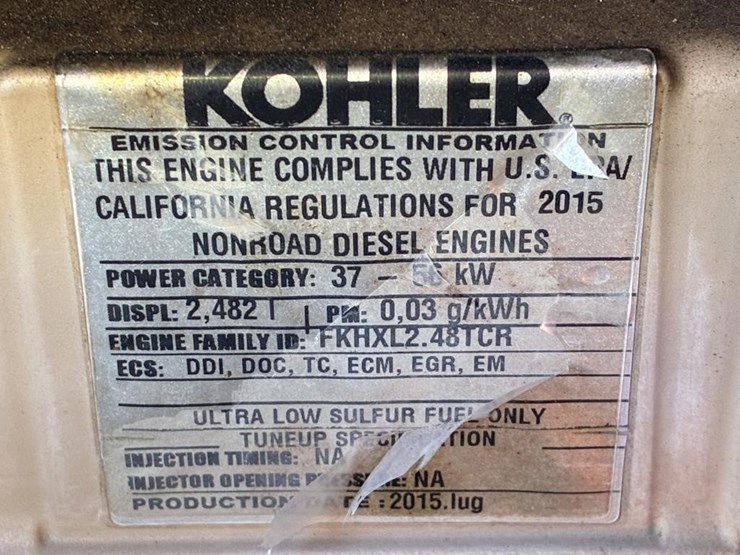 KOHLER®
EMISSION CONTROL INFORMATION
THIS ENGINE COMPLIES WITH U.S. EPA/
CALIFORNIA REGULATIONS FOR 2015
NONROAD DIESEL ENGINES
POWER CATEGORY: 37 – 56 kW
DISPL: 2,482 l PM: 0,03 g/kWh
ENGINE FAMILY ID: FKHXL2.48TCR
ECS: DDI, DOC, TC, ECM, EGR, EM
ULTRA LOW SULFUR FUEL ONLY
TUNEUP SPECIFICATION
INJECTION TIMING: NA
INJECTOR OPENING PRESSURE: NA
PRODUCTION DATE : 2015.lug